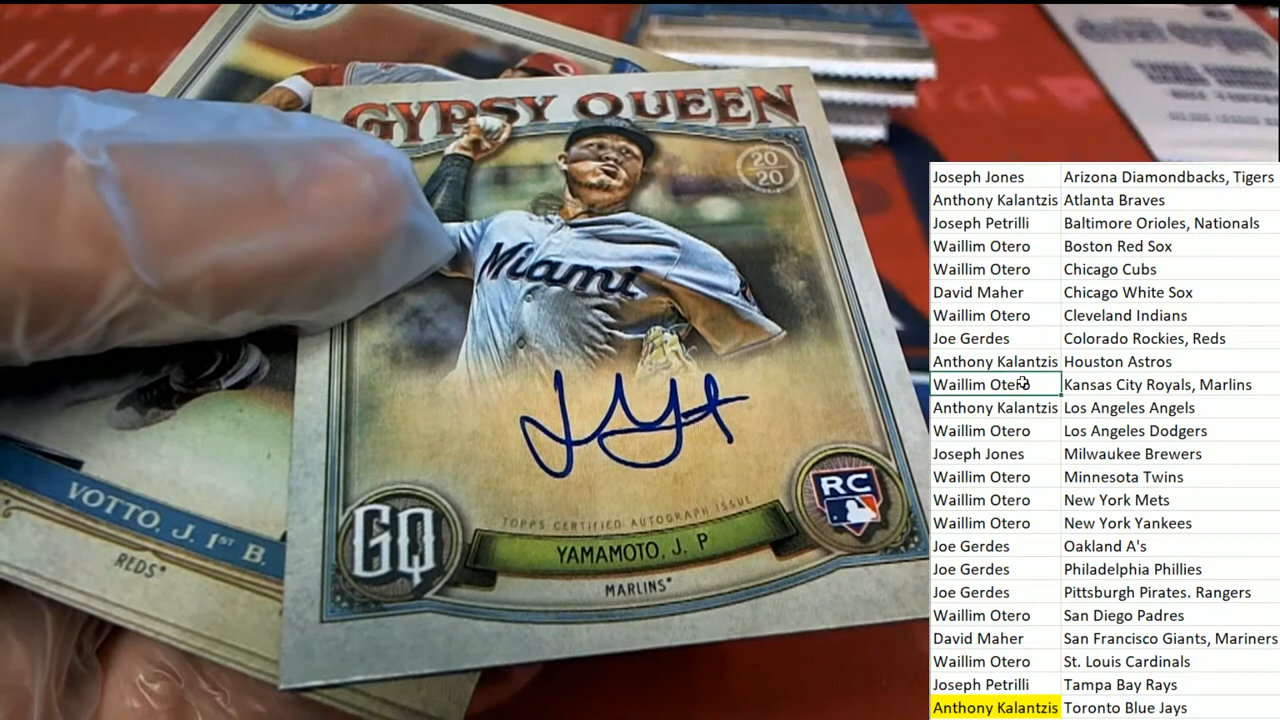 GYPSY QUEEN
20
20
Miami
TOPPS CERTIFIED AUTOGRAPH ISSUE
RC
GQ
YAMAMOTO, J. P
MARLINS
VOTTO, J. 1ST B.
REDS
Joseph Jones Arizona Diamondbacks, Tigers
Anthony Kalantzis Atlanta Braves
Joseph Petrilli Baltimore Orioles, Nationals
Waillim Otero Boston Red Sox
Waillim Otero Chicago Cubs
David Maher Chicago White Sox
Waillim Otero Cleveland Indians
Joe Gerdes Colorado Rockies, Reds
Anthony Kalantzis Houston Astros
Waillim Otero Kansas City Royals, Marlins
Anthony Kalantzis Los Angeles Angels
Waillim Otero Los Angeles Dodgers
Joseph Jones Milwaukee Brewers
Waillim Otero Minnesota Twins
Waillim Otero New York Mets
Waillim Otero New York Yankees
Joe Gerdes Oakland A's
Joe Gerdes Philadelphia Phillies
Joe Gerdes Pittsburgh Pirates. Rangers
Waillim Otero San Diego Padres
David Maher San Francisco Giants, Mariners
Waillim Otero St. Louis Cardinals
Joseph Petrilli Tampa Bay Rays
Anthony Kalantzis Toronto Blue Jays